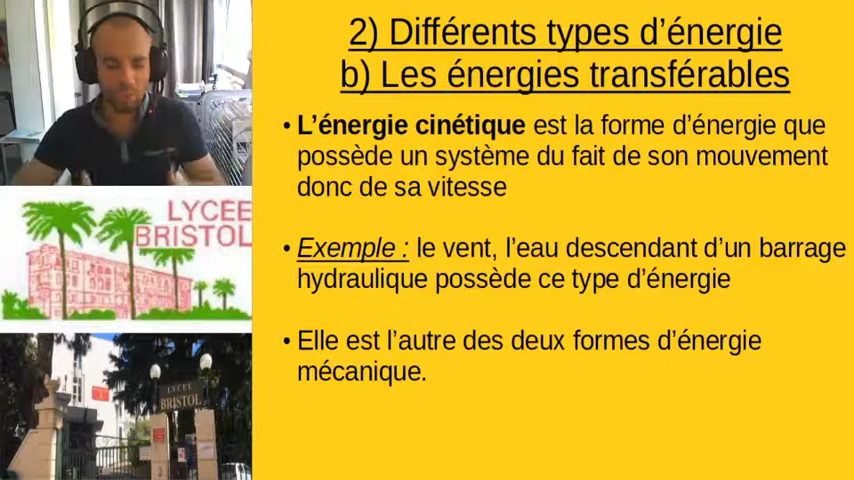 2) Différents types d’énergie
b) Les énergies transférables
• L’énergie cinétique est la forme d’énergie que
possède un système du fait de son mouvement
donc de sa vitesse
• Exemple : le vent, l’eau descendant d’un barrage
hydraulique possède ce type d’énergie
• Elle est l’autre des deux formes d’énergie
mécanique.
LYCÉE
BRISTOL
LYCEE
BRISTOL